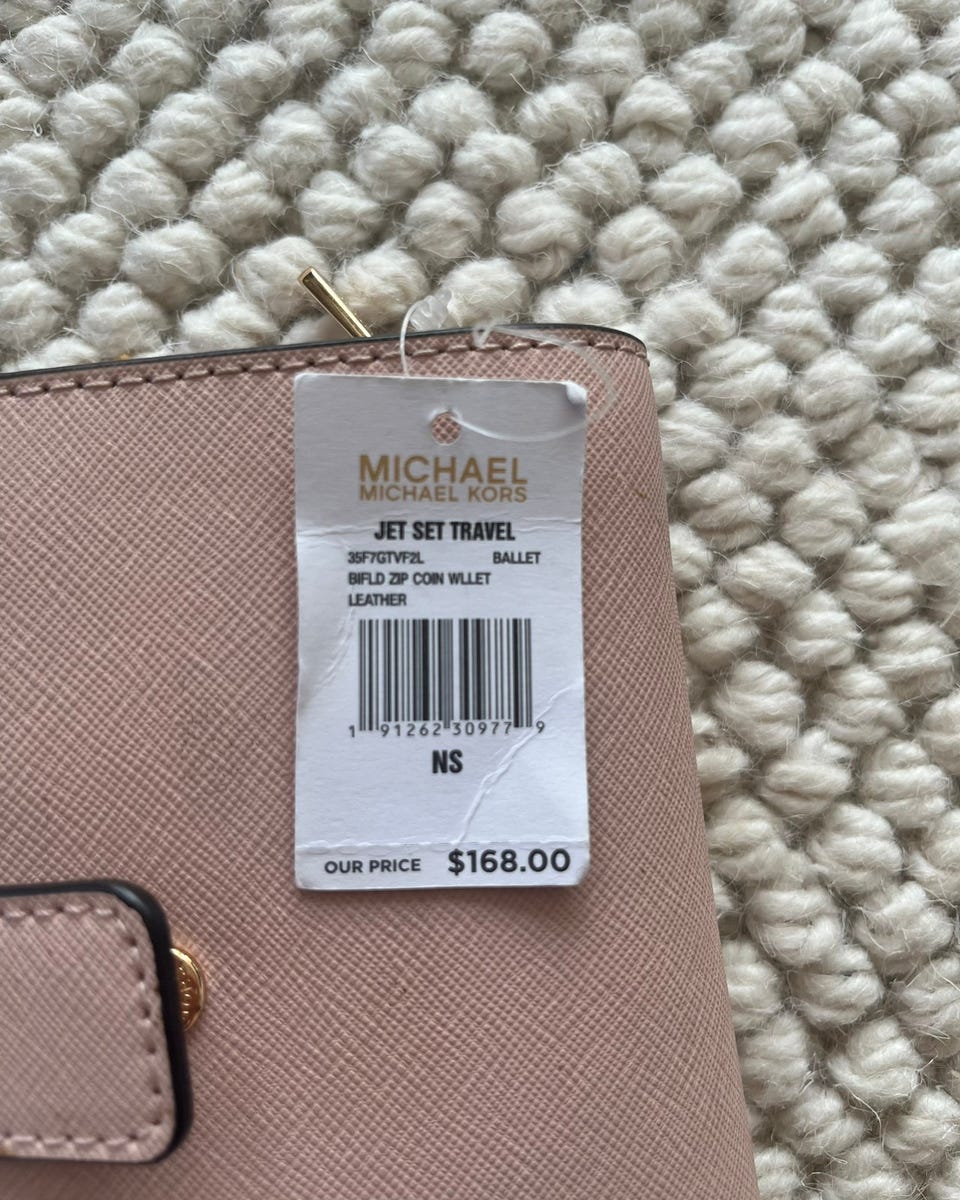 MICHAEL
MICHAEL KORS
JET SET TRAVEL
35F7GTVF2L BALLET
BIFLD ZIP COIN WLLET
LEATHER
1 91262 30977 9
NS
OUR PRICE $168.00